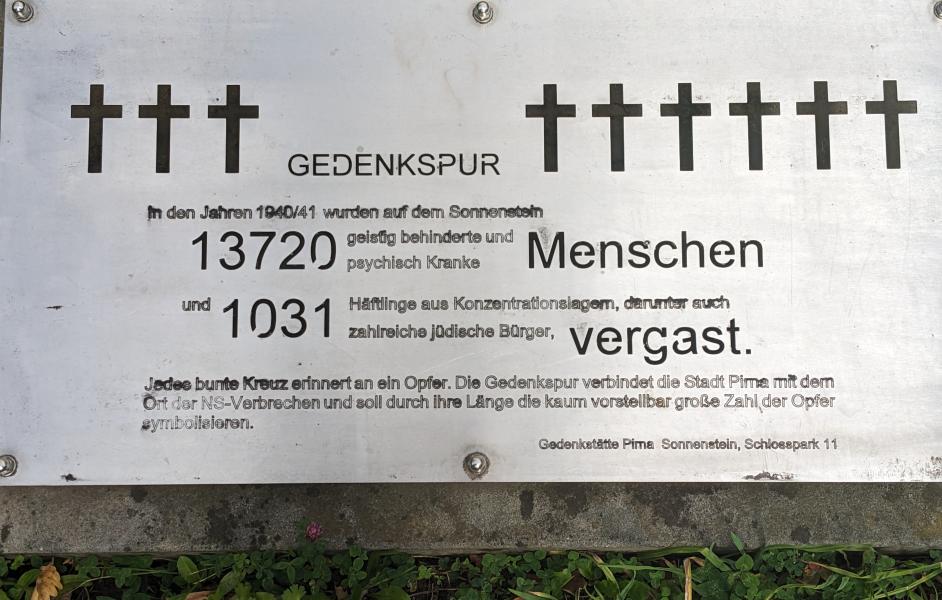 GEDENKSPUR
In den Jahren 1940/41 wurden auf dem Sonnenstein
13720 geistig behinderte und psychisch Kranke Menschen
und 1031 Häftlinge aus Konzentrationslagern, darunter auch zahlreiche jüdische Bürger, vergast.
Jedes bunte Kreuz erinnert an ein Opfer. Die Gedenkspur verbindet die Stadt Pirna mit dem
Ort der NS-Verbrechen und soll durch ihre Länge die kaum vorstellbar große Zahl der Opfer
symbolisieren.
Gedenkstätte Pirna Sonnenstein, Schlosspark 11